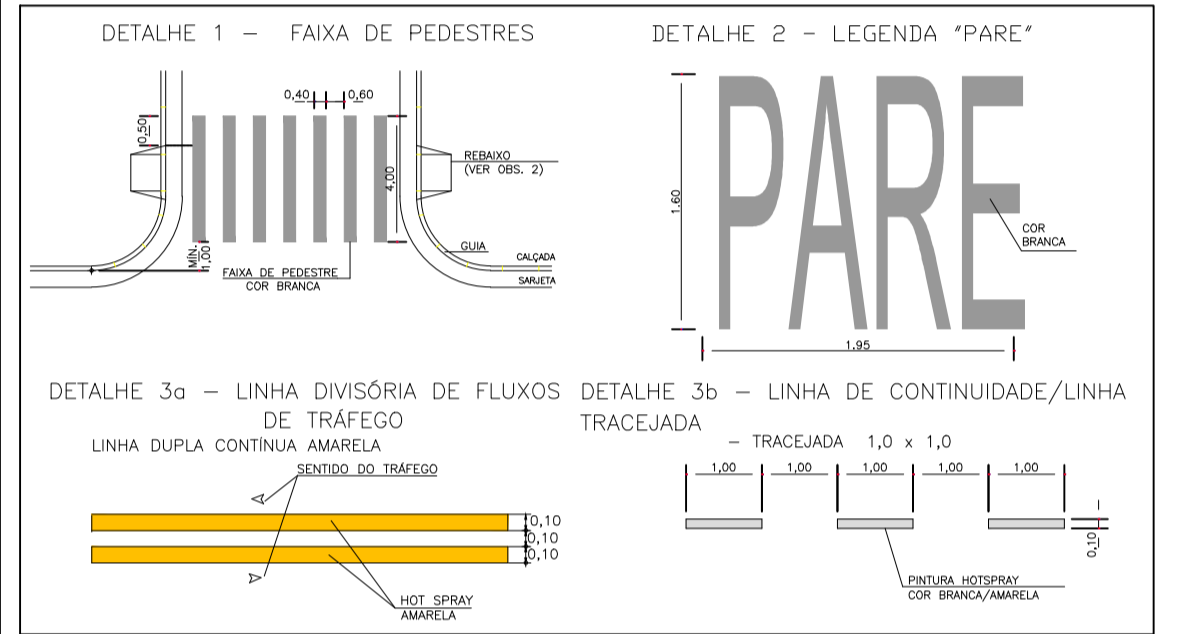 DETALHE 1 – FAIXA DE PEDESTRES
0,40
0,60
0,50
4,00
REBAIXO
(VER OBS. 2)
MÍN.
1,00
GUIA
CALÇADA
SARJETA
FAIXA DE PEDESTRE
COR BRANCA
DETALHE 2 - LEGENDA "PARE"
PARE
1.60
1.95
COR
BRANCA
DETALHE 3a – LINHA DIVISÓRIA DE FLUXOS
DE TRÁFEGO
LINHA DUPLA CONTÍNUA AMARELA
SENTIDO DO TRÁFEGO
0,10
0,10
0,10
HOT SPRAY
AMARELA
DETALHE 3b – LINHA DE CONTINUIDADE/LINHA
TRACEJADA
– TRACEJADA 1,0 x 1,0
1,00 1,00 1,00 1,00 1,00
0,10
PINTURA HOTSPRAY
COR BRANCA/AMARELA